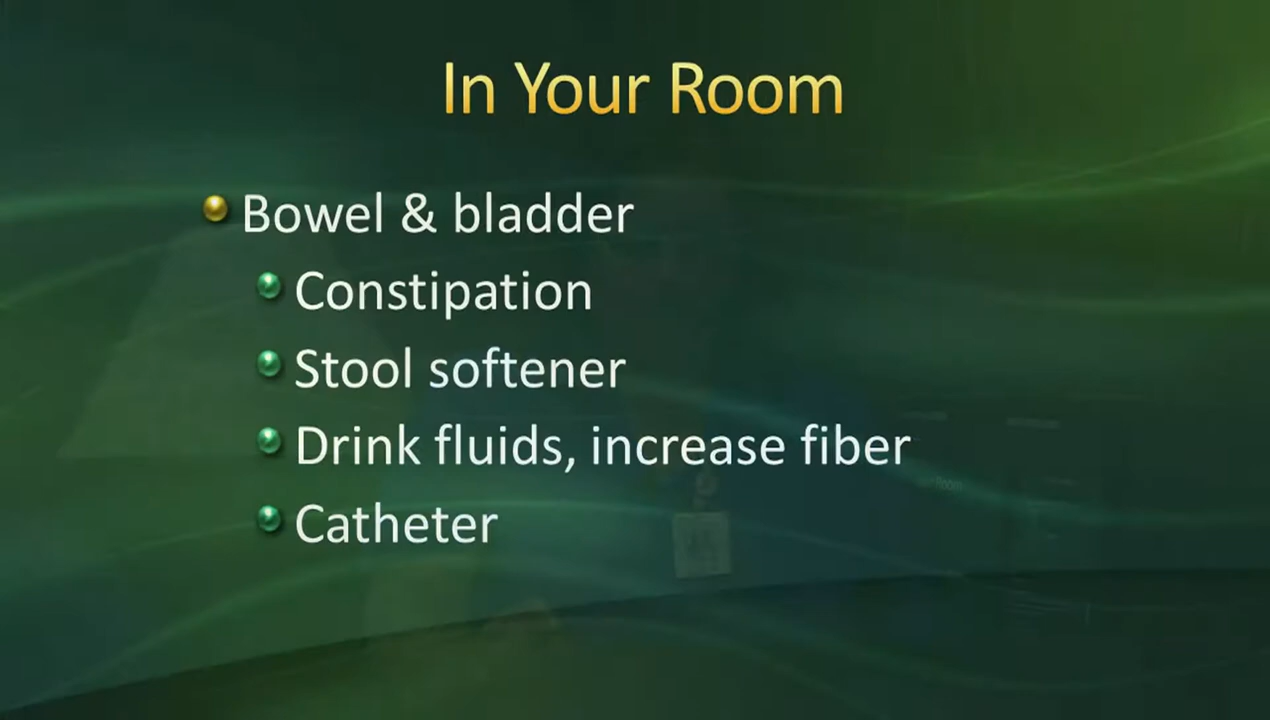 In Your Room
Bowel & bladder
Constipation
Stool softener
Drink fluids, increase fiber
Catheter